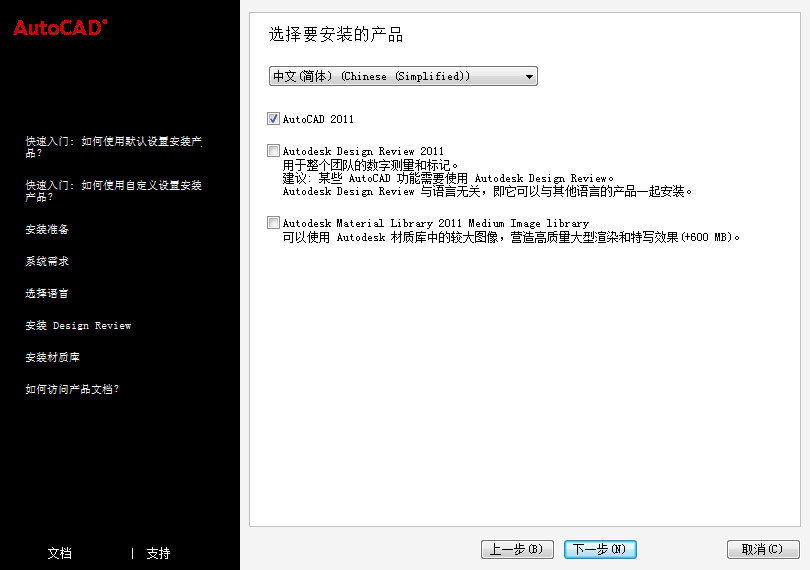 AutoCAD®
快速入门: 如何使用默认设置安装产
品?
快速入门: 如何使用自定义设置安装
产品?
安装准备
系统需求
选择语言
安装 Design Review
安装材质库
如何访问产品文档?
文档 | 支持
选择要安装的产品
中文(简体) (Chinese (Simplified))
AutoCAD 2011
Autodesk Design Review 2011
用于整个团队的数字测量和标记。
建议: 某些 AutoCAD 功能需要使用 Autodesk Design Review。
Autodesk Design Review 与语言无关，即它可以与其他语言的产品一起安装。
Autodesk Material Library 2011 Medium Image library
可以使用 Autodesk 材质库中的较大图像，营造高质量大型渲染和特写效果(+600 MB)。
上一步(B)
下一步(N)
取消(C)